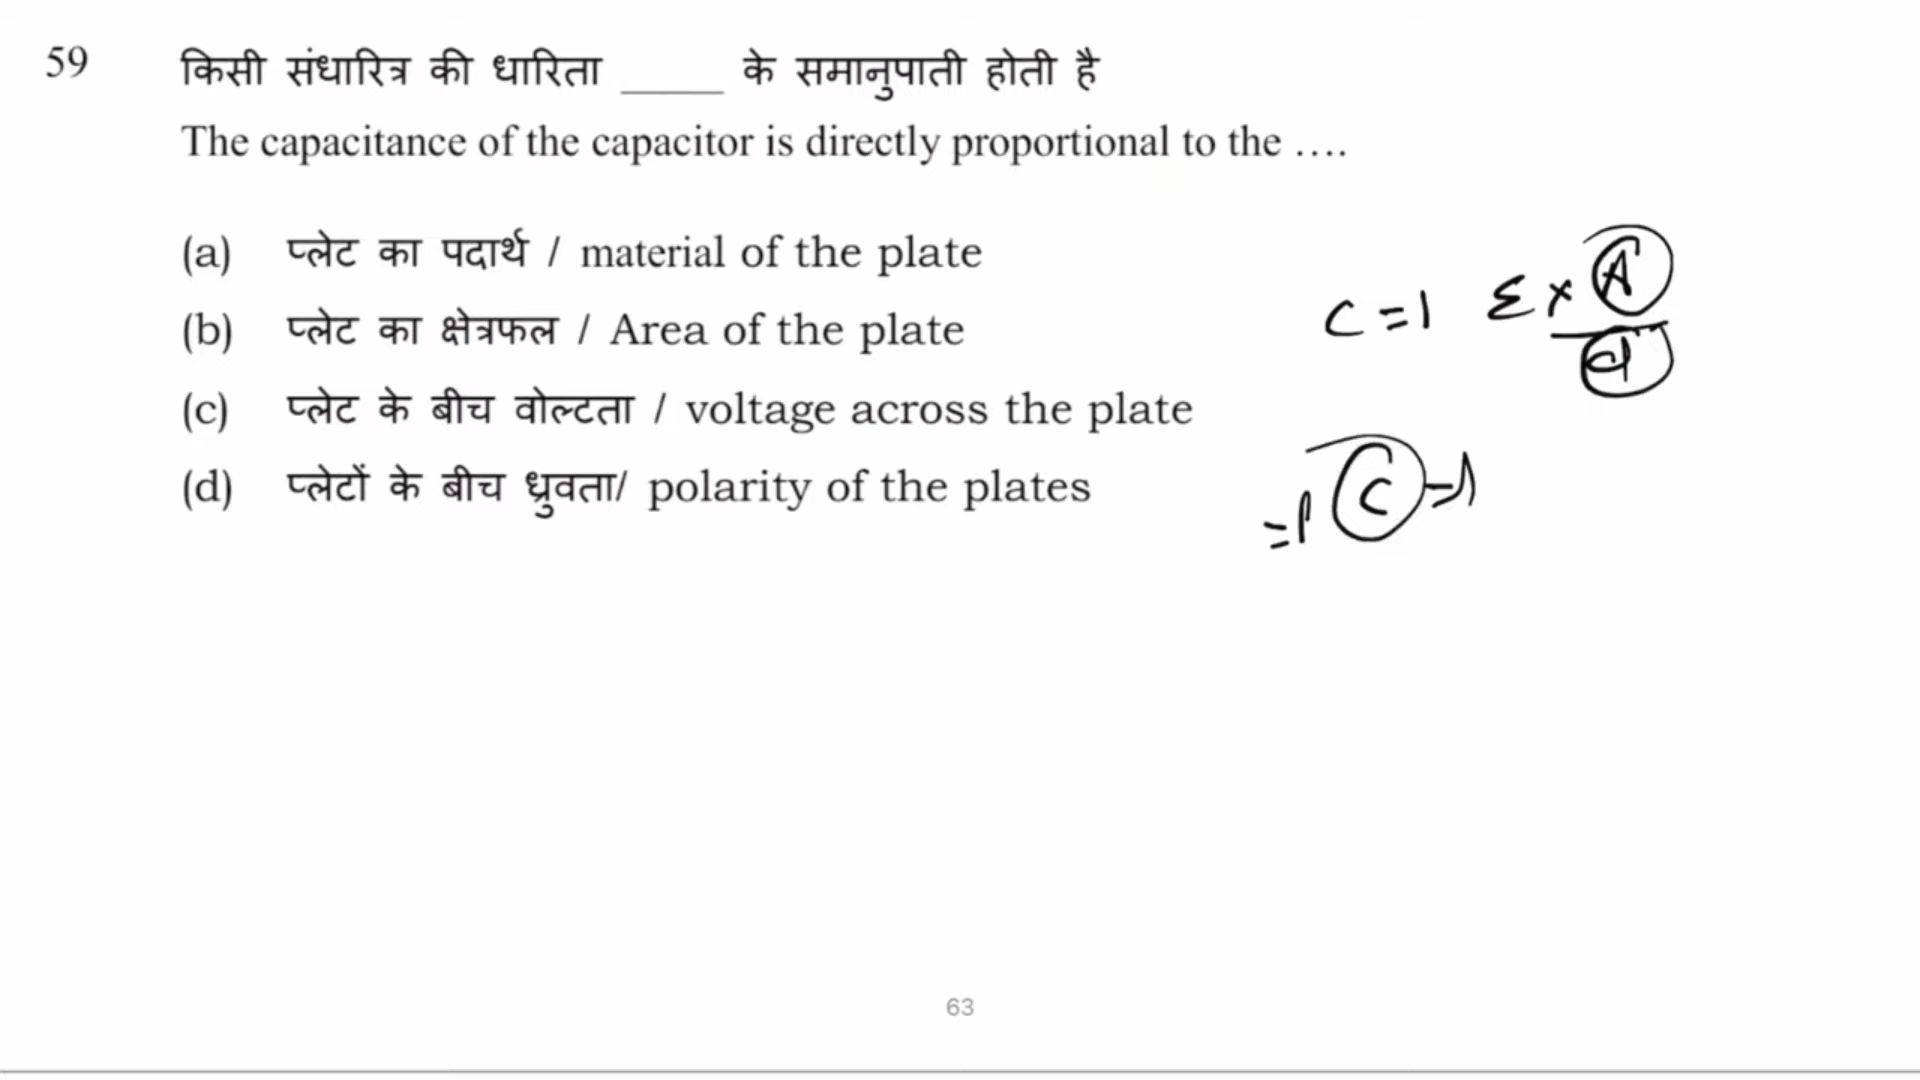 59 किसी संधारित्र की धारिता _____ के समानुपाती होती है
The capacitance of the capacitor is directly proportional to the ....
(a) प्लेट का पदार्थ / material of the plate
(b) प्लेट का क्षेत्रफल / Area of the plate
(c) प्लेट के बीच वोल्टता / voltage across the plate
(d) प्लेटों के बीच ध्रुवता/ polarity of the plates
C = 1 ε × A
d
C
63